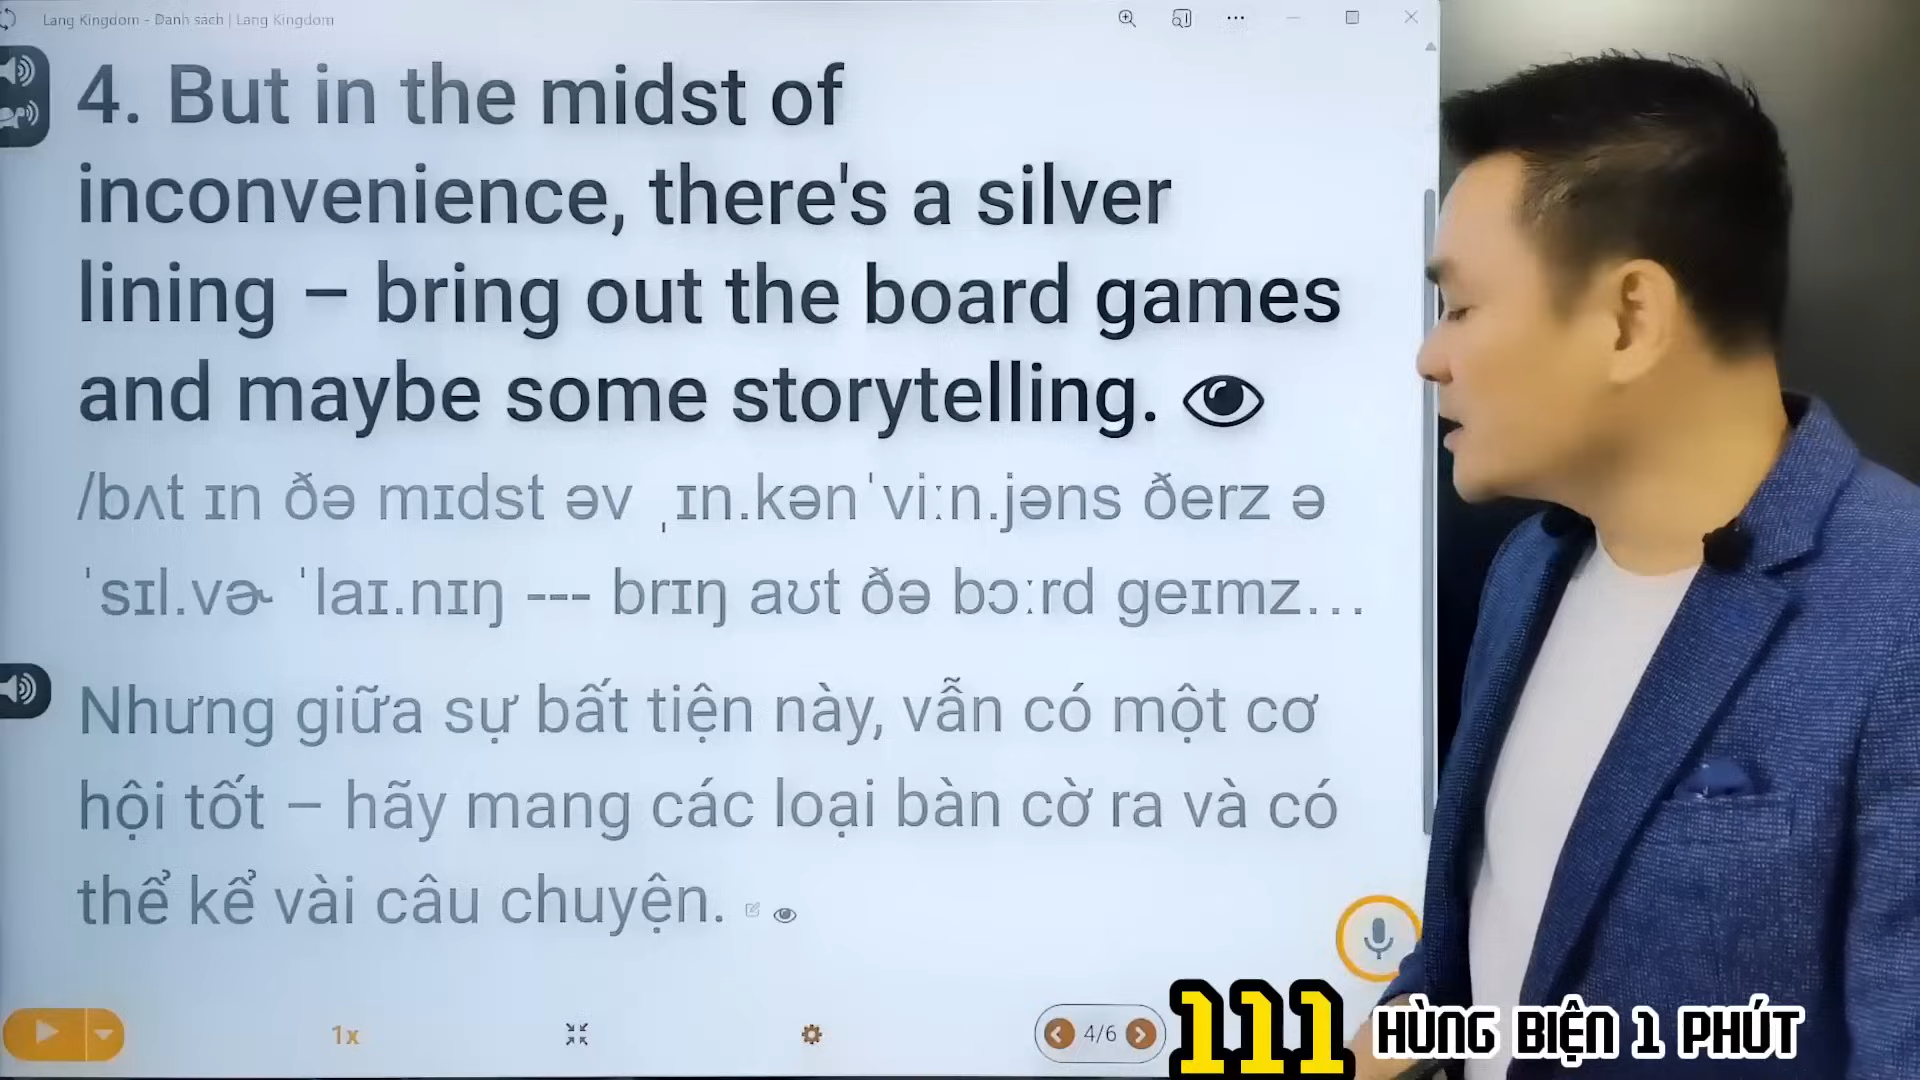 Lang Kingdom - Danh sách | Lang Kingdom
4. But in the midst of
inconvenience, there's a silver
lining – bring out the board games
and maybe some storytelling.
/bʌt ɪn ðə mɪdst əv ˌɪn.kənˈviːn.jəns ðerz ə
ˈsɪl.vɚ ˈlaɪ.nɪŋ --- brɪŋ aʊt ðə bɔːrd geɪmz...
Nhưng giữa sự bất tiện này, vẫn có một cơ
hội tốt – hãy mang các loại bàn cờ ra và có
thể kể vài câu chuyện.
1x
4/6
111 HÙNG BIỆN 1 PHÚT